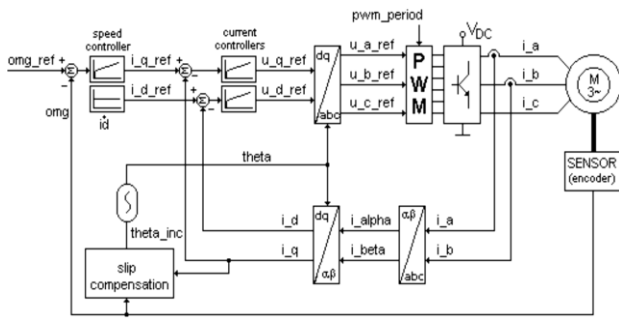 pwm_period
speed controller
current controllers
V DC
omg_ref + i_q_ref + u_q_ref dq u_a_ref P i_a
Σ − Σ − i_d_ref + Σ − u_d_ref u_b_ref W i_b M 3~
omg id abc u_c_ref M i_c
theta
SENSOR
(encoder)
i_d dq i_alpha αβ i_a
theta_inc i_q αβ i_beta abc i_b
slip
compensation